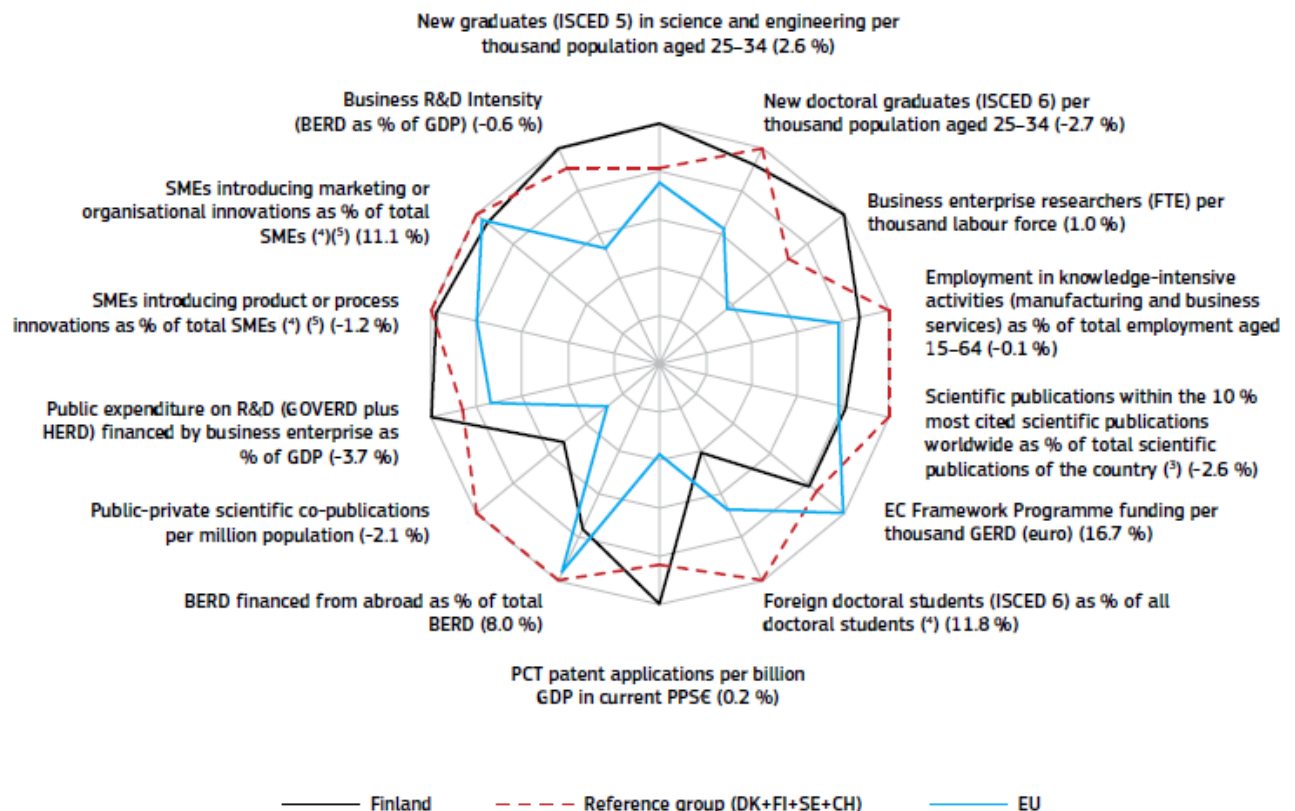 New graduates (ISCED 5) in science and engineering per
thousand population aged 25–34 (2.6 %)
Business R&D Intensity
(BERD as % of GDP) (-0.6 %)
New doctoral graduates (ISCED 6) per
thousand population aged 25–34 (-2.7 %)
SMEs introducing marketing or
organisational innovations as % of total
SMEs (⁴)(⁵) (11.1 %)
Business enterprise researchers (FTE) per
thousand labour force (1.0 %)
SMEs introducing product or process
innovations as % of total SMEs (⁴) (⁵) (-1.2 %)
Employment in knowledge-intensive
activities (manufacturing and business
services) as % of total employment aged
15–64 (-0.1 %)
Public expenditure on R&D (GOVERD plus
HERD) financed by business enterprise as
% of GDP (-3.7 %)
Scientific publications within the 10 %
most cited scientific publications
worldwide as % of total scientific
publications of the country (³) (-2.6 %)
Public-private scientific co-publications
per million population (-2.1 %)
EC Framework Programme funding per
thousand GERD (euro) (16.7 %)
BERD financed from abroad as % of total
BERD (8.0 %)
Foreign doctoral students (ISCED 6) as % of all
doctoral students (⁴) (11.8 %)
PCT patent applications per billion
GDP in current PPS€ (0.2 %)
Finland
Reference group (DK+FI+SE+CH)
EU